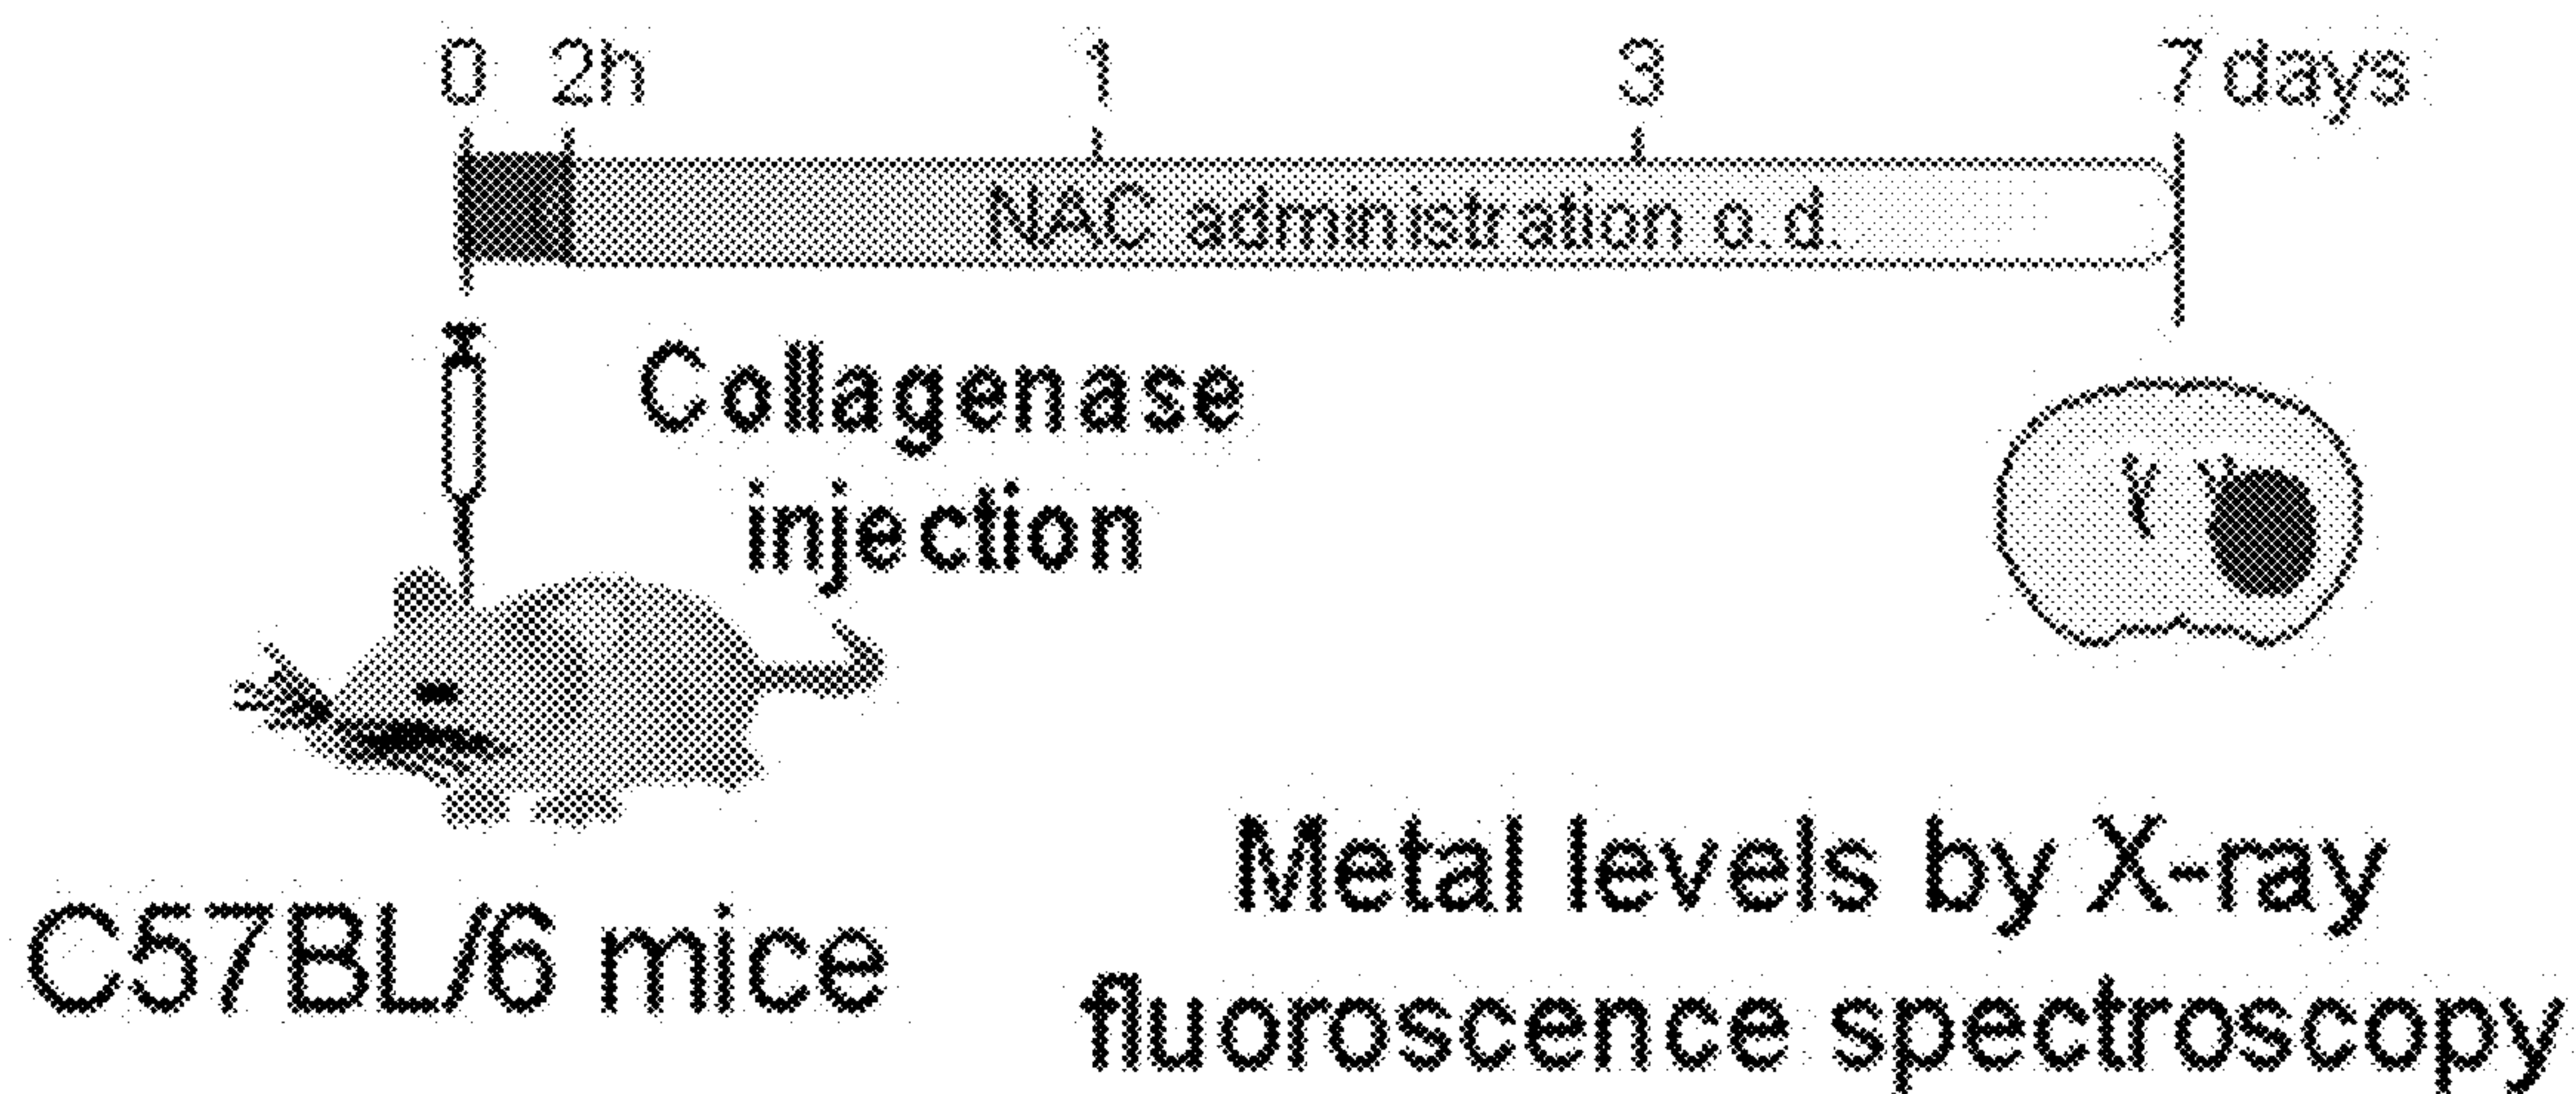 0 2h 1 3 7 days
NAC administration o.d.
Collagenase
injection
C57BL/6 mice
Metal levels by X-ray
fluoroscence spectroscopy